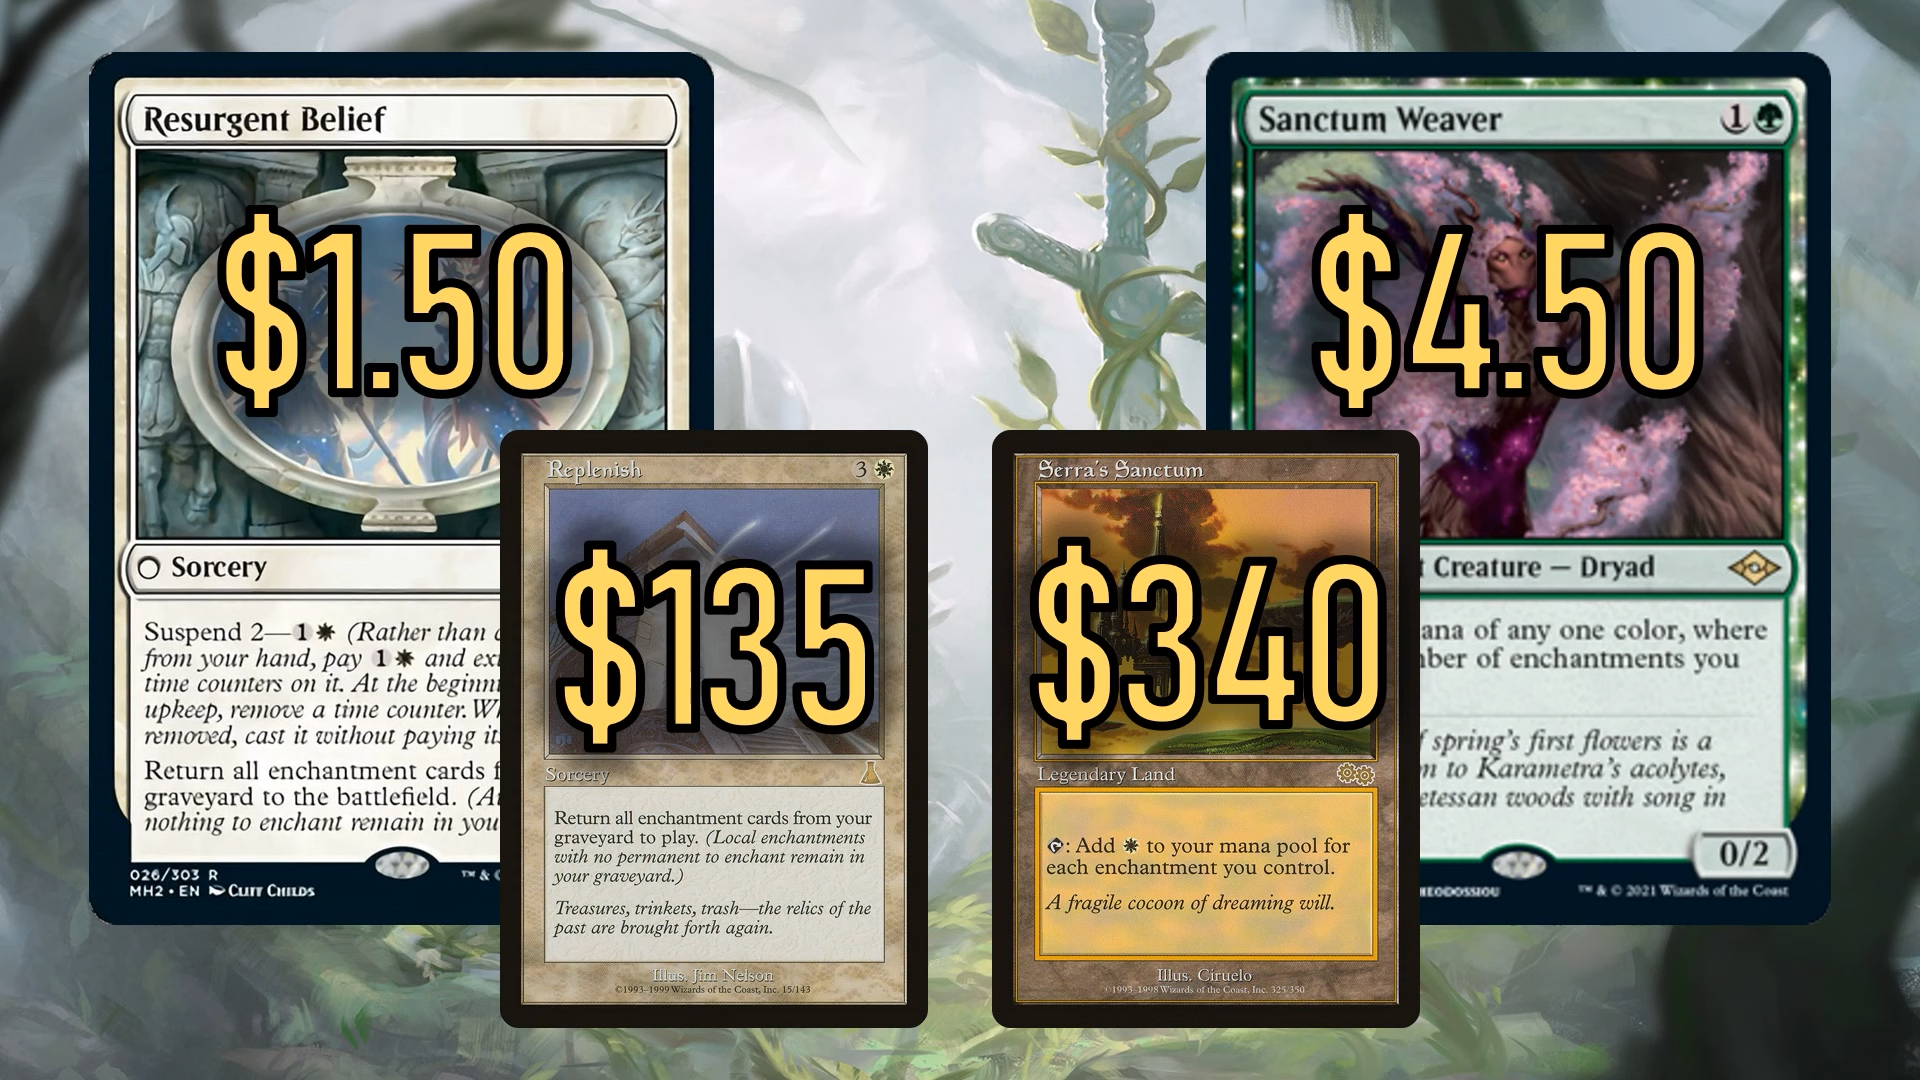 Resurgent Belief
$1.50
Sorcery
Suspend 2—1 (Rather than
from your hand, pay 1 and
time counters on it. At the
upkeep, remove a time counter.
removed, cast it without paying
Return all enchantment cards
graveyard to the battlefield.
nothing to enchant remain in
026/303 R
MH2 • EN Cliff Childs
™ &
Replenish 3
$135
Sorcery
Return all enchantment cards from your
graveyard to play. (Local enchantments
with no permanent to enchant remain in
your graveyard.)
Treasures, trinkets, trash—the relics of the
past are brought forth again.
Illus. Jim Nelson
©1993–1999 Wizards of the Coast, Inc. 15/143
Serra's Sanctum
$340
Legendary Land
: Add to your mana pool for
each enchantment you control.
A fragile cocoon of dreaming will.
Illus. Ciruelo
©1993–1998 Wizards of the Coast, Inc. 325/350
Sanctum Weaver 1
$4.50
Creature — Dryad
of any one color, where
of enchantments you
spring's first flowers is a
to Karametra's acolytes,
woods with song in
0/2
™ & © 2021 Wizards of the Coast